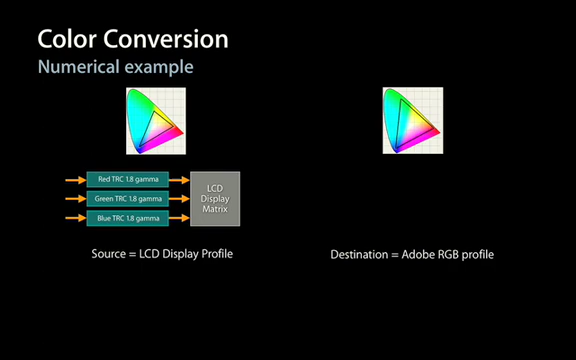 Color Conversion
Numerical example
Red TRC 1.8 gamma
Green TRC 1.8 gamma
Blue TRC 1.8 gamma
LCD
Display
Matrix
Source = LCD Display Profile
Destination = Adobe RGB profile